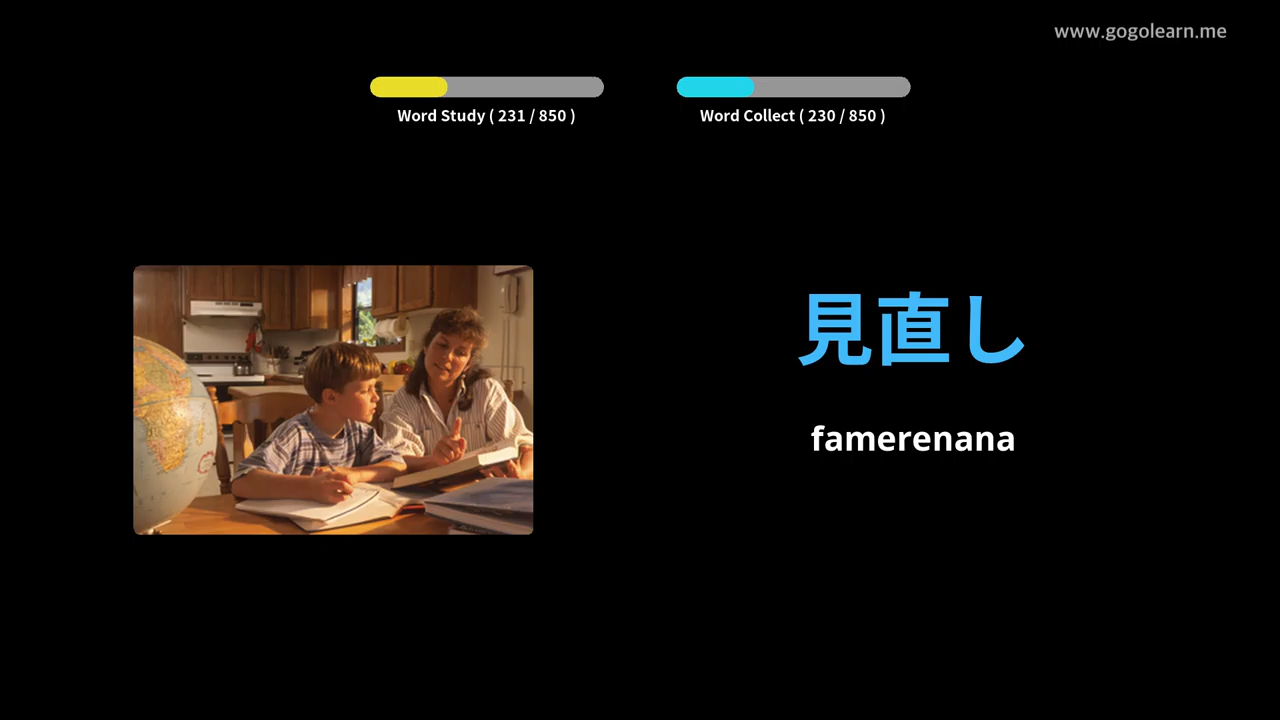 www.gogolearn.me
Word Study ( 231 / 850 )
Word Collect ( 230 / 850 )
見直し
famerenana